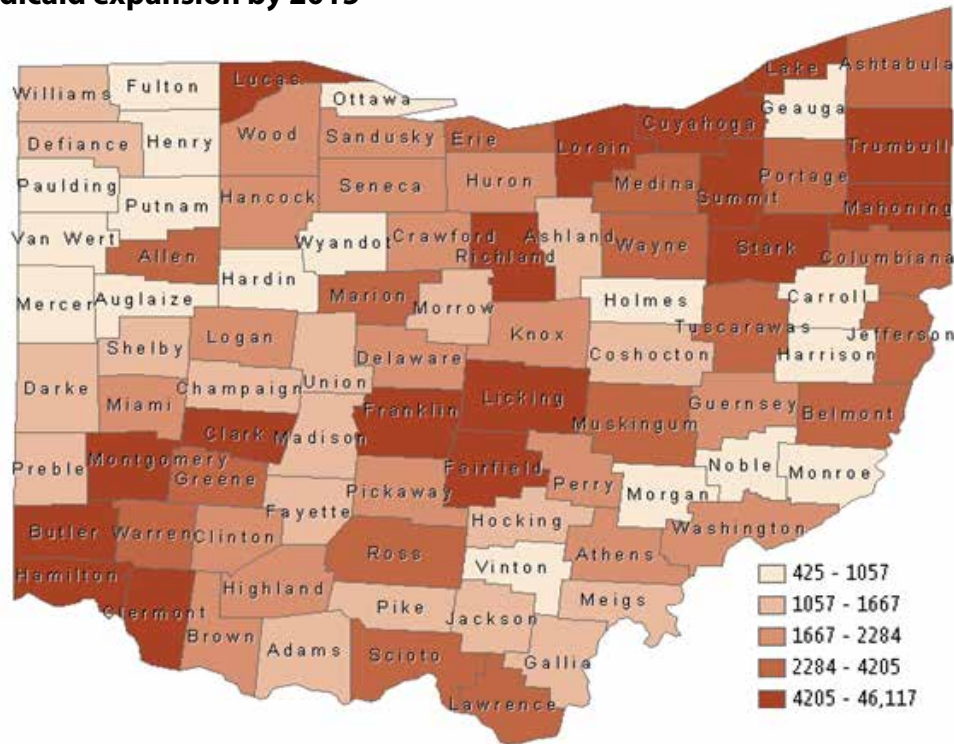 dicaid expansion by 2015
Williams
Fulton
Lucas
Ottawa
Lake
Ashtabula
Geauga
Defiance
Henry
Wood
Sandusky
Erie
Lorain
Cuyahoga
Trumbull
Paulding
Putnam
Hancock
Seneca
Huron
Medina
Summit
Portage
Mahoning
Van Wert
Allen
Wyandot
Crawford
Richland
Ashland
Wayne
Stark
Columbiana
Mercer
Auglaize
Hardin
Marion
Morrow
Holmes
Carroll
Shelby
Logan
Delaware
Knox
Coshocton
Tuscarawas
Harrison
Jefferson
Darke
Miami
Champaign
Union
Franklin
Licking
Muskingum
Guernsey
Belmont
Preble
Montgomery
Clark
Madison
Greene
Fairfield
Perry
Morgan
Noble
Monroe
Pickaway
Fayette
Hocking
Washington
Butler
Warren
Clinton
Ross
Vinton
Athens
Hamilton
Clermont
Highland
Pike
Jackson
Meigs
Brown
Adams
Scioto
Gallia
Lawrence
425 - 1057
1057 - 1667
1667 - 2284
2284 - 4205
4205 - 46,117